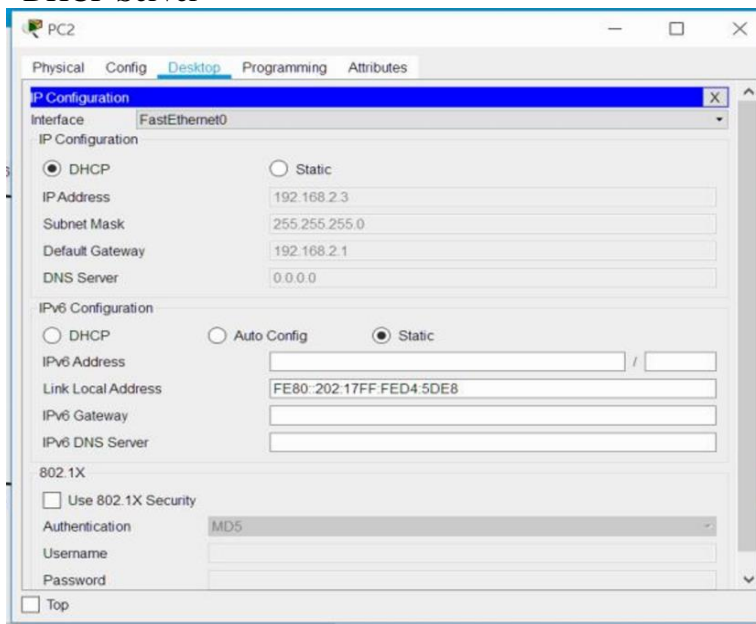 DHCP Server
PC2
Physical Config Desktop Programming Attributes
IP Configuration X
Interface FastEthernet0
IP Configuration
DHCP Static
IP Address 192.168.2.3
Subnet Mask 255.255.255.0
Default Gateway 192.168.2.1
DNS Server 0.0.0.0
IPv6 Configuration
DHCP Auto Config Static
IPv6 Address /
Link Local Address FE80::202:17FF:FED4:5DE8
IPv6 Gateway
IPv6 DNS Server
802.1X
Use 802.1X Security
Authentication MD5
Username
Password
Top